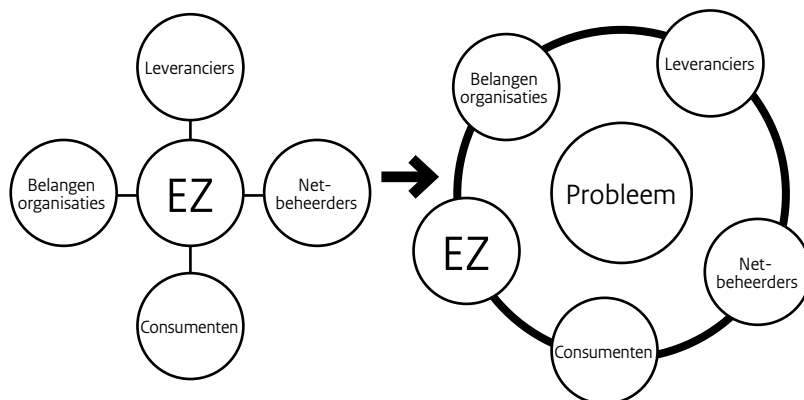 Leveranciers
Belangen
organisaties
EZ
Net-
beheerders
Consumenten
Belangen
organisaties
Leveranciers
Probleem
EZ
Net-
beheerders
Consumenten